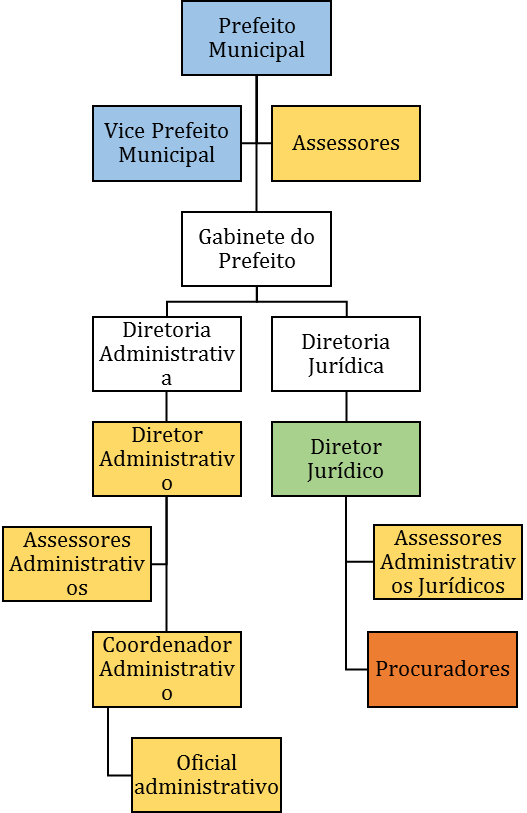 Prefeito
Municipal
Vice Prefeito
Municipal
Assessores
Gabinete do
Prefeito
Diretoria
Administrativ
a
Diretoria
Jurídica
Diretor
Administrativ
o
Diretor
Jurídico
Assessores
Administrativ
os
Assessores
Administrativ
os Jurídicos
Coordenador
Administrativ
o
Procuradores
Oficial
administrativo